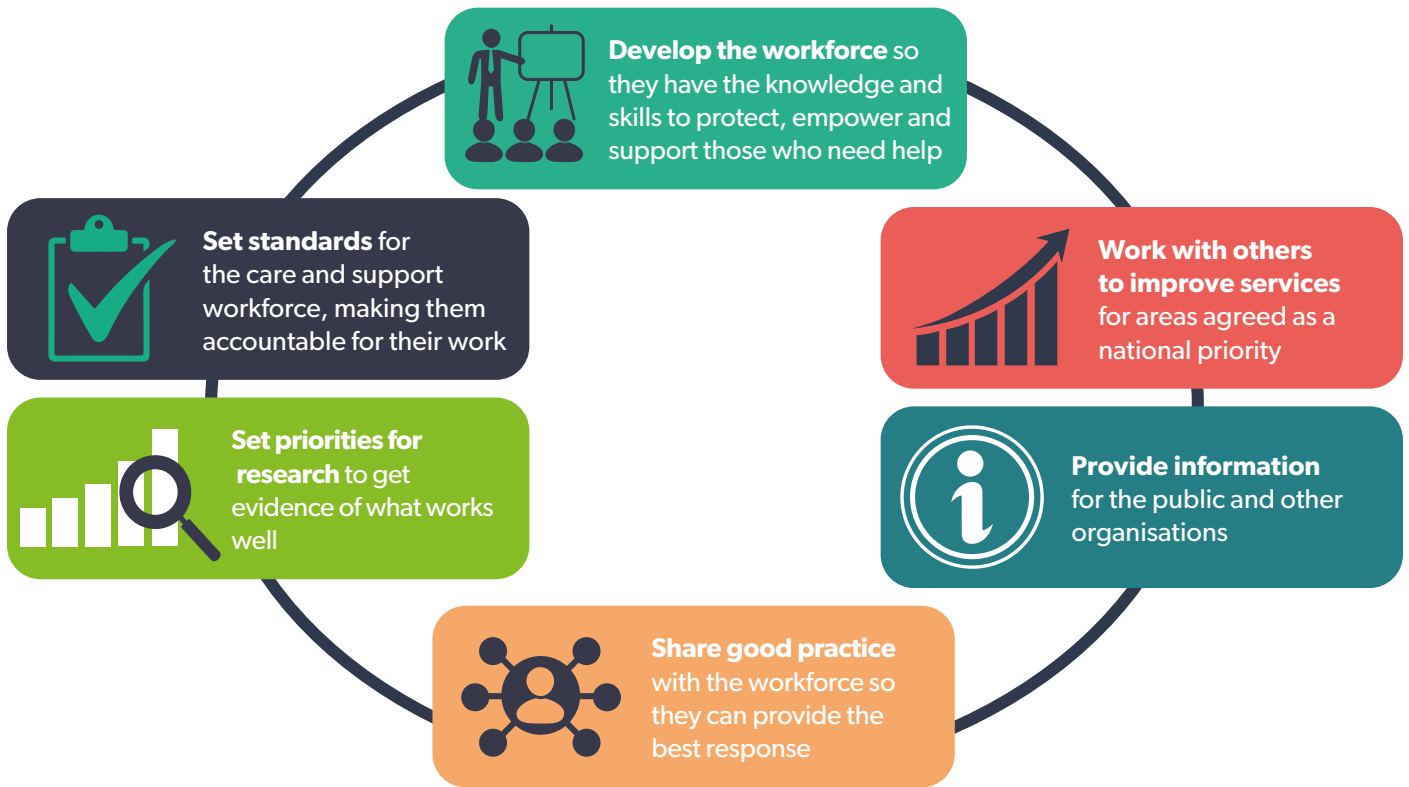 Develop the workforce so
they have the knowledge and
skills to protect, empower and
support those who need help
Set standards for
the care and support
workforce, making them
accountable for their work
Work with others
to improve services
for areas agreed as a
national priority
Set priorities for
research to get
evidence of what works
well
Provide information
for the public and other
organisations
Share good practice
with the workforce so
they can provide the
best response